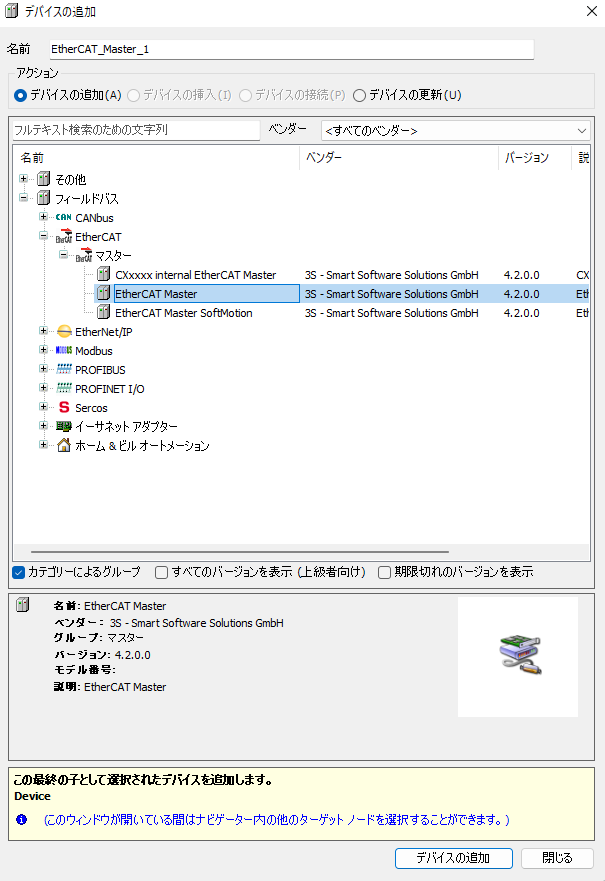 デバイスの追加
名前 EtherCAT_Master_1
アクション
デバイスの追加(A) デバイスの挿入(I) デバイスの接続(P) デバイスの更新(U)
フルテキスト検索のための文字列 ベンダー <すべてのベンダー>
名前 ベンダー バージョン 説
その他
フィールドバス
CAN CANbus
EtherCAT
マスター
CXxxxx internal EtherCAT Master 3S - Smart Software Solutions GmbH 4.2.0.0 CX
EtherCAT Master 3S - Smart Software Solutions GmbH 4.2.0.0 Eth
EtherCAT Master SoftMotion 3S - Smart Software Solutions GmbH 4.2.0.0 Eth
EtherNet/IP
Modbus
PROFIBUS
PROFINET I/O
S Sercos
イーサネット アダプター
ホーム & ビル オートメーション
カテゴリーによるグループ すべてのバージョンを表示 (上級者向け) 期限切れのバージョンを表示
名前: EtherCAT Master
ベンダー: 3S - Smart Software Solutions GmbH
グループ: マスター
バージョン: 4.2.0.0
モデル番号:
説明: EtherCAT Master
この最終の子として選択されたデバイスを追加します。
Device
(このウィンドウが開いている間はナビゲーター内の他のターゲット ノードを選択することができます。)
デバイスの追加 閉じる